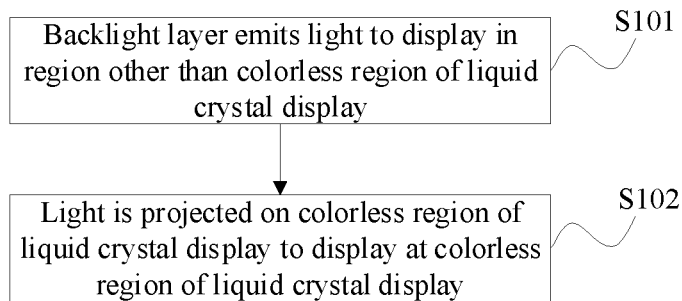 S101
Backlight layer emits light to display in
region other than colorless region of liquid
crystal display
S102
Light is projected on colorless region of
liquid crystal display to display at colorless
region of liquid crystal display